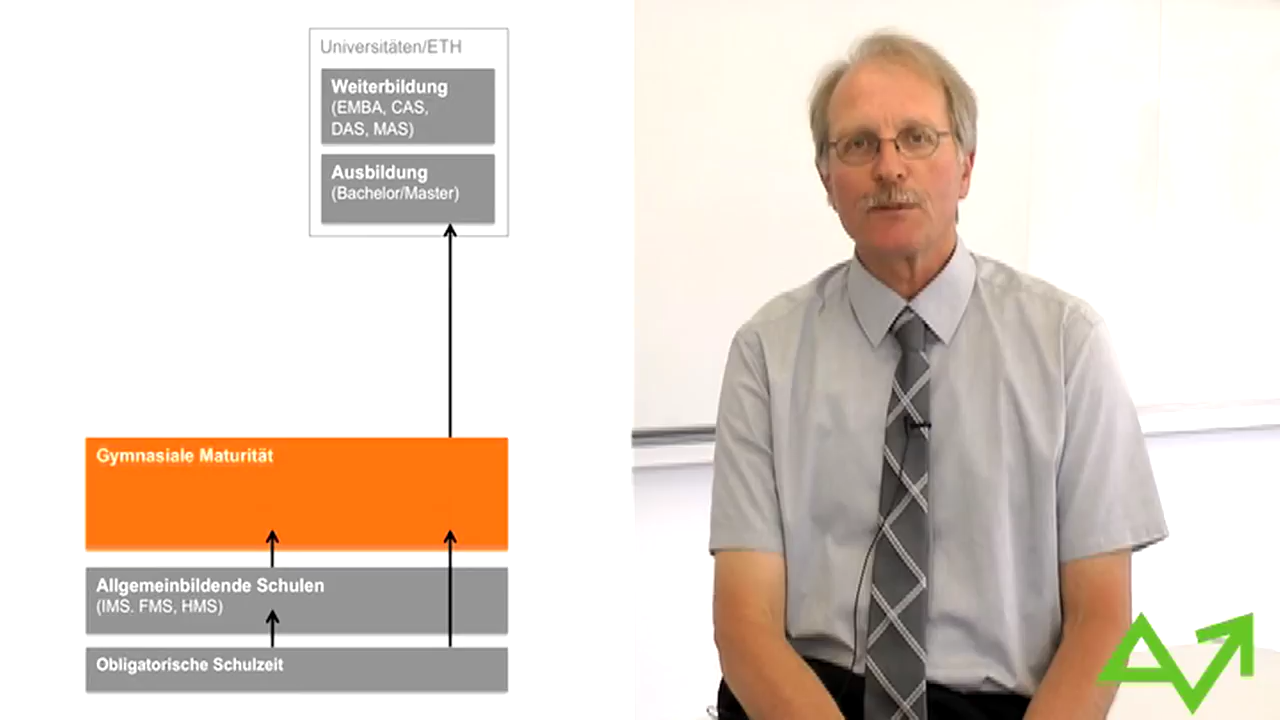 Universitäten/ETH
Weiterbildung
(EMBA, CAS,
DAS, MAS)
Ausbildung
(Bachelor/Master)
Gymnasiale Maturität
Allgemeinbildende Schulen
(IMS. FMS, HMS)
Obligatorische Schulzeit